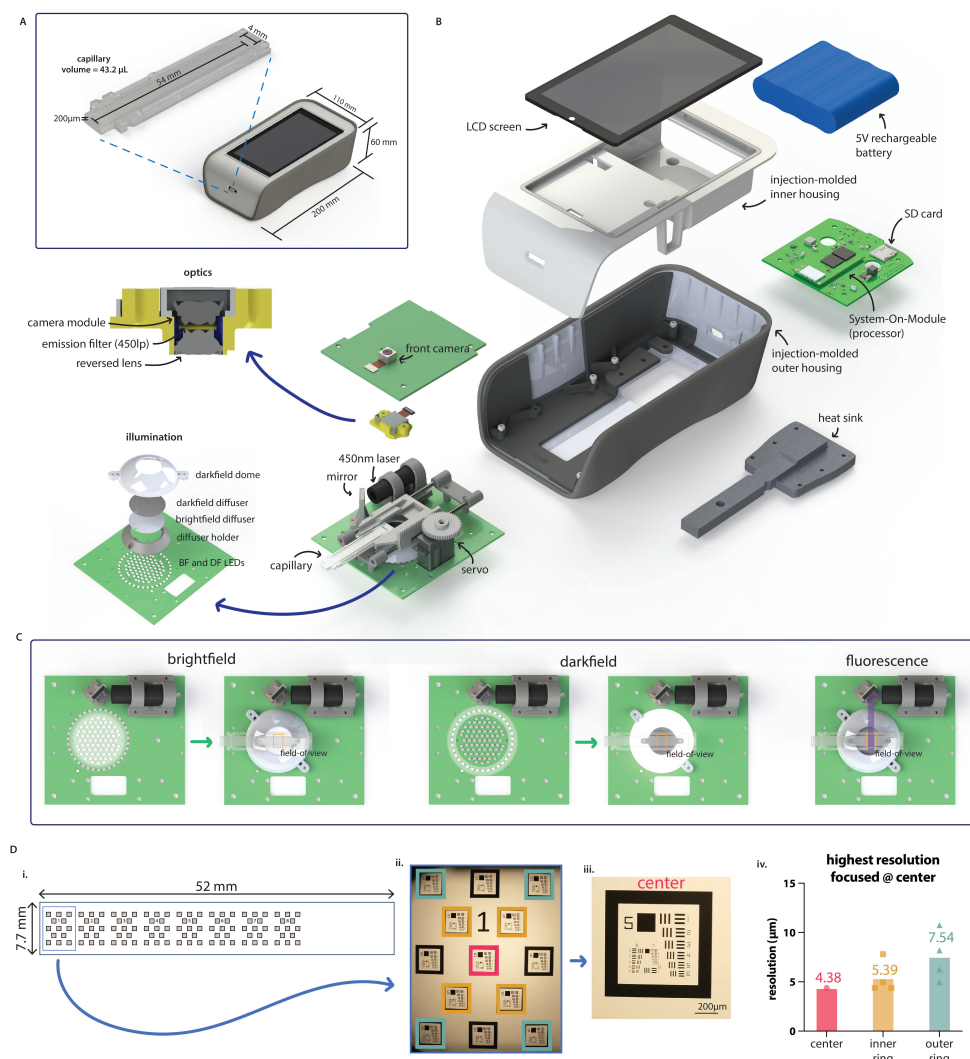 A
4 mm
capillary
volume = 43.2 µL
54 mm
200µm
110 mm
60 mm
200 mm
B
LCD screen
5V rechargeable
battery
injection-molded
inner housing
SD card
System-On-Module
(processor)
injection-molded
outer housing
heat sink
optics
camera module
emission filter (450lp)
reversed lens
front camera
illumination
darkfield dome
darkfield diffuser
brightfield diffuser
diffuser holder
BF and DF LEDs
450nm laser
mirror
capillary
servo
C
brightfield
darkfield
fluorescence
field-of-view
field-of-view
field-of-view
D
i.
52 mm
7.7 mm
ii.
1
iii.
center
5
200µm
iv.
highest resolution
focused @ center
resolution (µm)
15
10
5
0
4.38
5.39
7.54
center
inner
ring
outer
ring